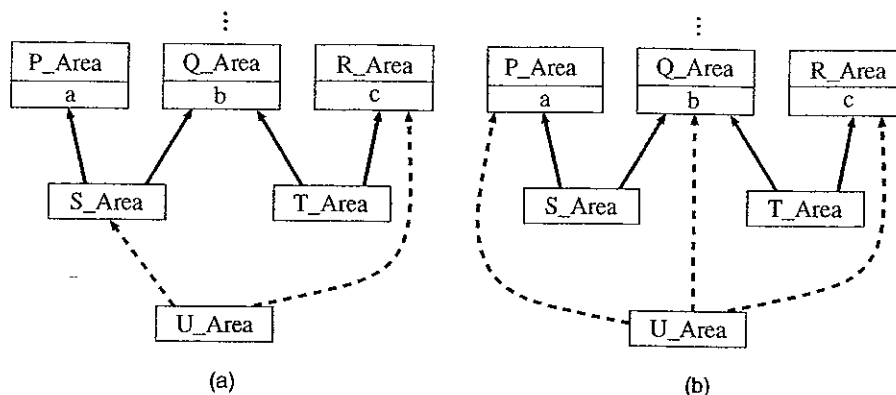 P_Area
a
Q_Area
b
R_Area
c
S_Area
T_Area
U_Area
(a)
P_Area
a
Q_Area
b
R_Area
c
S_Area
T_Area
U_Area
(b)